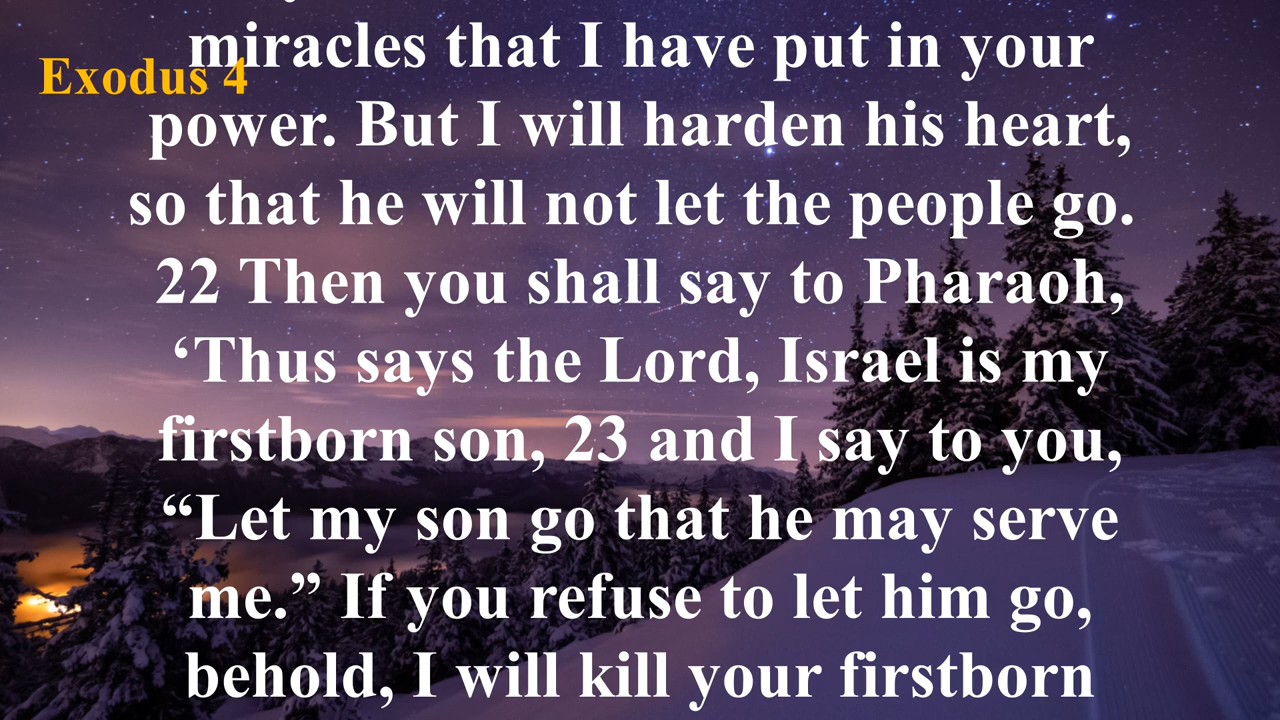 miracles that I have put in your
Exodus 4
power. But I will harden his heart,
so that he will not let the people go.
22 Then you shall say to Pharaoh,
‘Thus says the Lord, Israel is my
firstborn son, 23 and I say to you,
“Let my son go that he may serve
me.” If you refuse to let him go,
behold, I will kill your firstborn